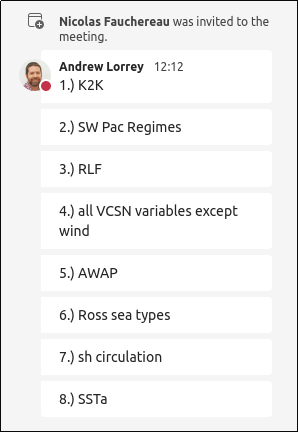 Nicolas Fauchereau was invited to the
meeting.
Andrew Lorrey 12:12
1.) K2K
2.) SW Pac Regimes
3.) RLF
4.) all VCSN variables except
wind
5.) AWAP
6.) Ross sea types
7.) sh circulation
8.) SSTa